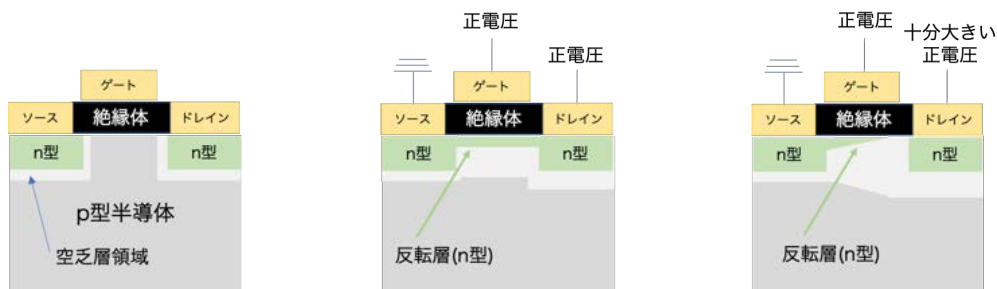 ゲート
ソース
絶縁体
ドレイン
n型
n型
p型半導体
空乏層領域
正電圧
正電圧
ゲート
ソース
絶縁体
ドレイン
n型
n型
反転層(n型)
正電圧
十分大きい
正電圧
ゲート
ソース
絶縁体
ドレイン
n型
n型
反転層(n型)